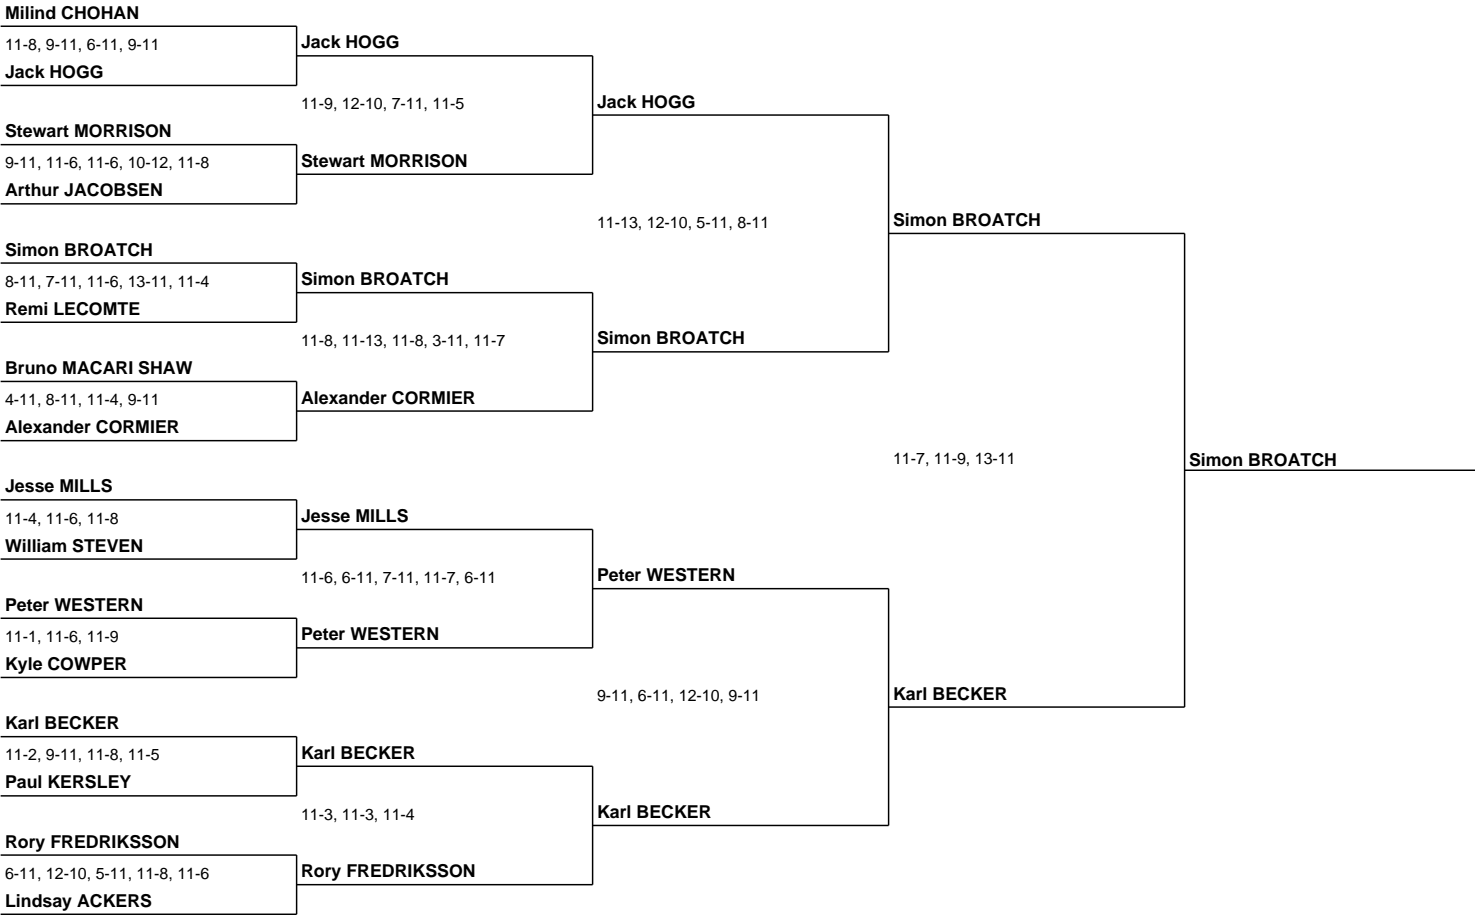 Milind CHOHAN
11-8, 9-11, 6-11, 9-11
Jack HOGG
Stewart MORRISON
9-11, 11-6, 11-6, 10-12, 11-8
Arthur JACOBSEN
Simon BROATCH
8-11, 7-11, 11-6, 13-11, 11-4
Remi LECOMTE
Bruno MACARI SHAW
4-11, 8-11, 11-4, 9-11
Alexander CORMIER
Jesse MILLS
11-4, 11-6, 11-8
William STEVEN
Peter WESTERN
11-1, 11-6, 11-9
Kyle COWPER
Karl BECKER
11-2, 9-11, 11-8, 11-5
Paul KERSLEY
Rory FREDRIKSSON
6-11, 12-10, 5-11, 11-8, 11-6
Lindsay ACKERS
Jack HOGG
11-9, 12-10, 7-11, 11-5
Stewart MORRISON
Simon BROATCH
11-8, 11-13, 11-8, 3-11, 11-7
Alexander CORMIER
Jesse MILLS
11-6, 6-11, 7-11, 11-7, 6-11
Peter WESTERN
Karl BECKER
11-3, 11-3, 11-4
Rory FREDRIKSSON
Jack HOGG
11-13, 12-10, 5-11, 8-11
Simon BROATCH
Peter WESTERN
9-11, 6-11, 12-10, 9-11
Karl BECKER
Simon BROATCH
11-7, 11-9, 13-11
Karl BECKER
Simon BROATCH